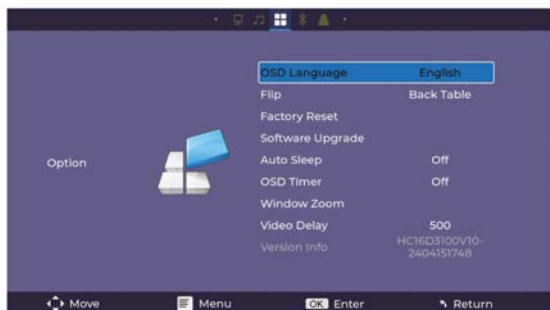 OSD Language English
Flip Back Table
Factory Reset
Software Upgrade
Option
Auto Sleep Off
OSD Timer Off
Window Zoom
Video Delay 500
Version Info HC16D3100V10-
2404151748
Move Menu OK Enter Return